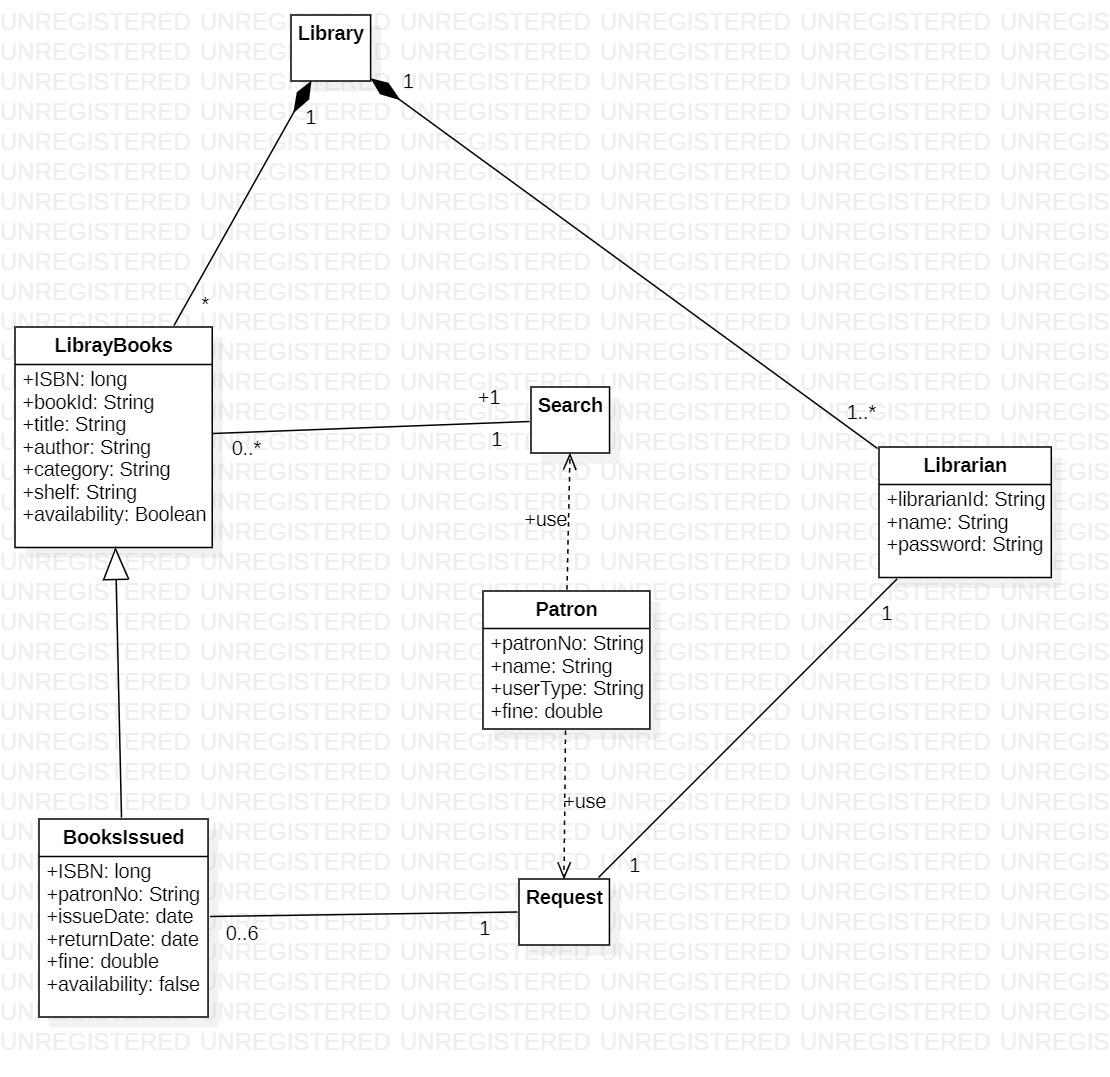 Library
1
1
*
LibrayBooks
+ISBN: long
+bookId: String
+title: String
+author: String
+category: String
+shelf: String
+availability: Boolean
+1
Search
0..*
1
1..*
Librarian
+librarianId: String
+name: String
+password: String
+use
Patron
+patronNo: String
+name: String
+userType: String
+fine: double
1
+use
BooksIssued
+ISBN: long
+patronNo: String
+issueDate: date
+returnDate: date
+fine: double
+availability: false
1
Request
0..6
1
UNREGISTERED